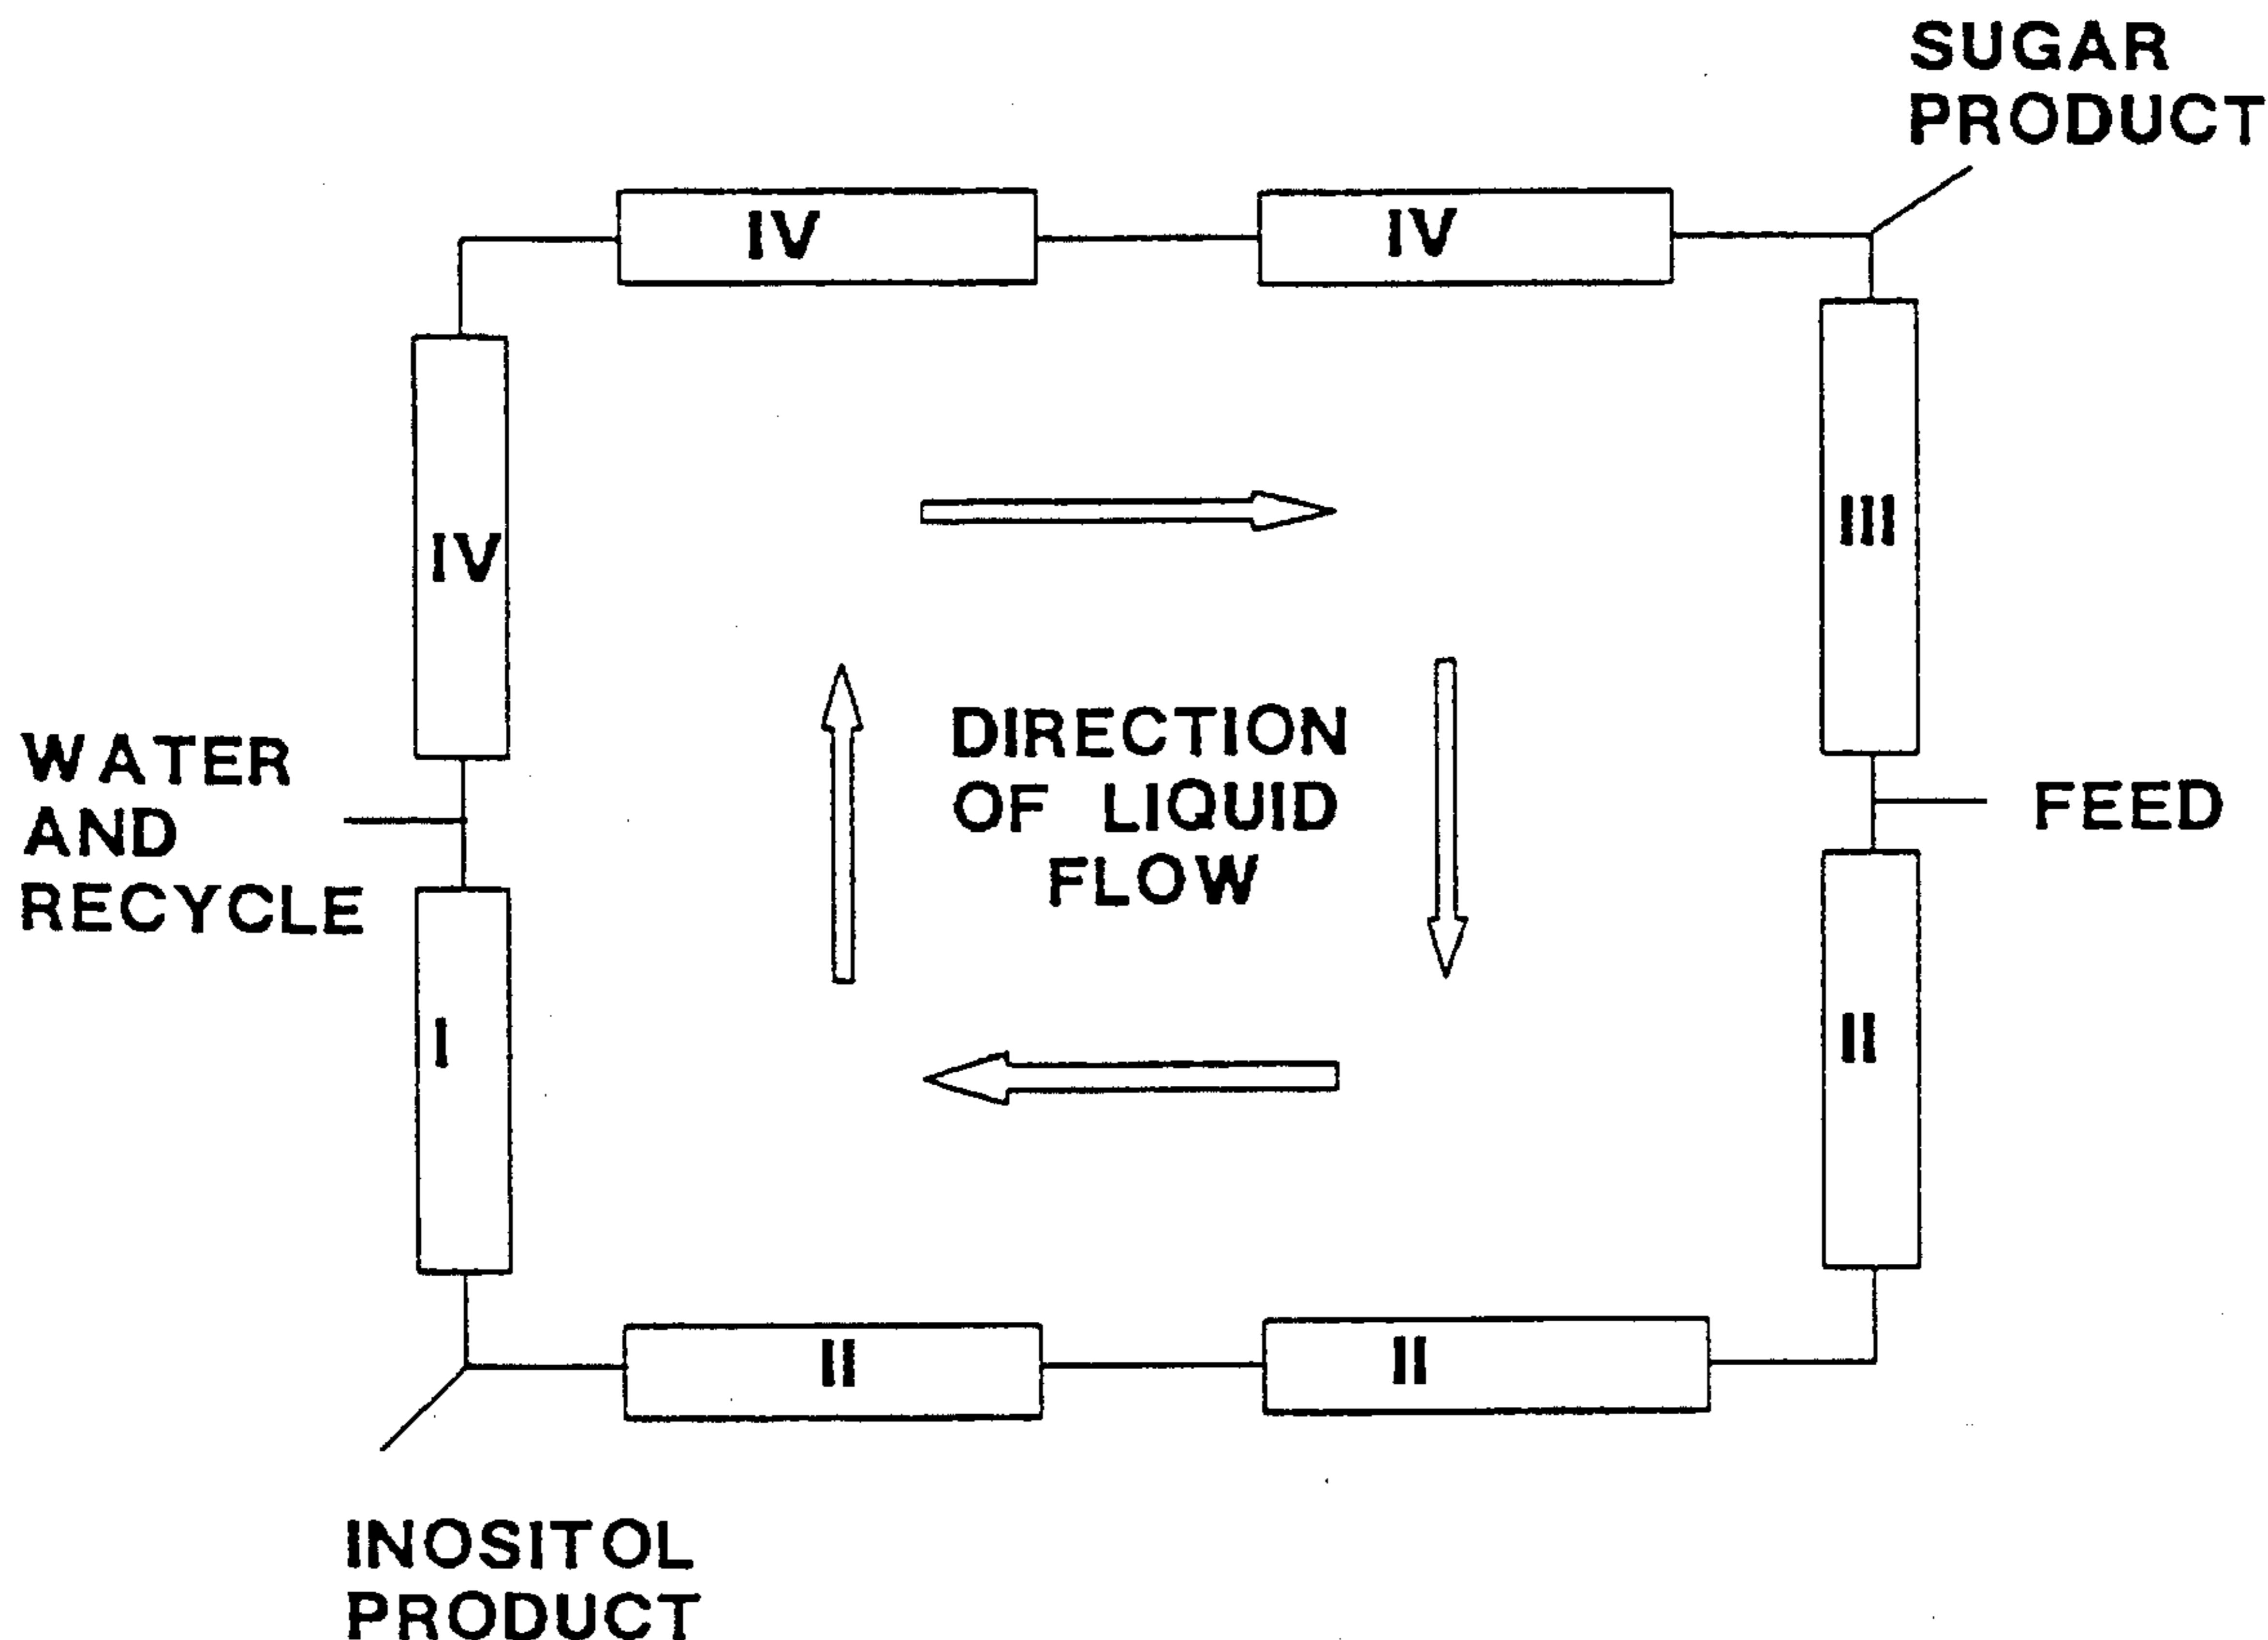 SUGAR
PRODUCT
IV
IV
IV
III
WATER
AND
RECYCLE
DIRECTION
OF LIQUID
FLOW
FEED
I
II
II
II
INOSITOL
PRODUCT